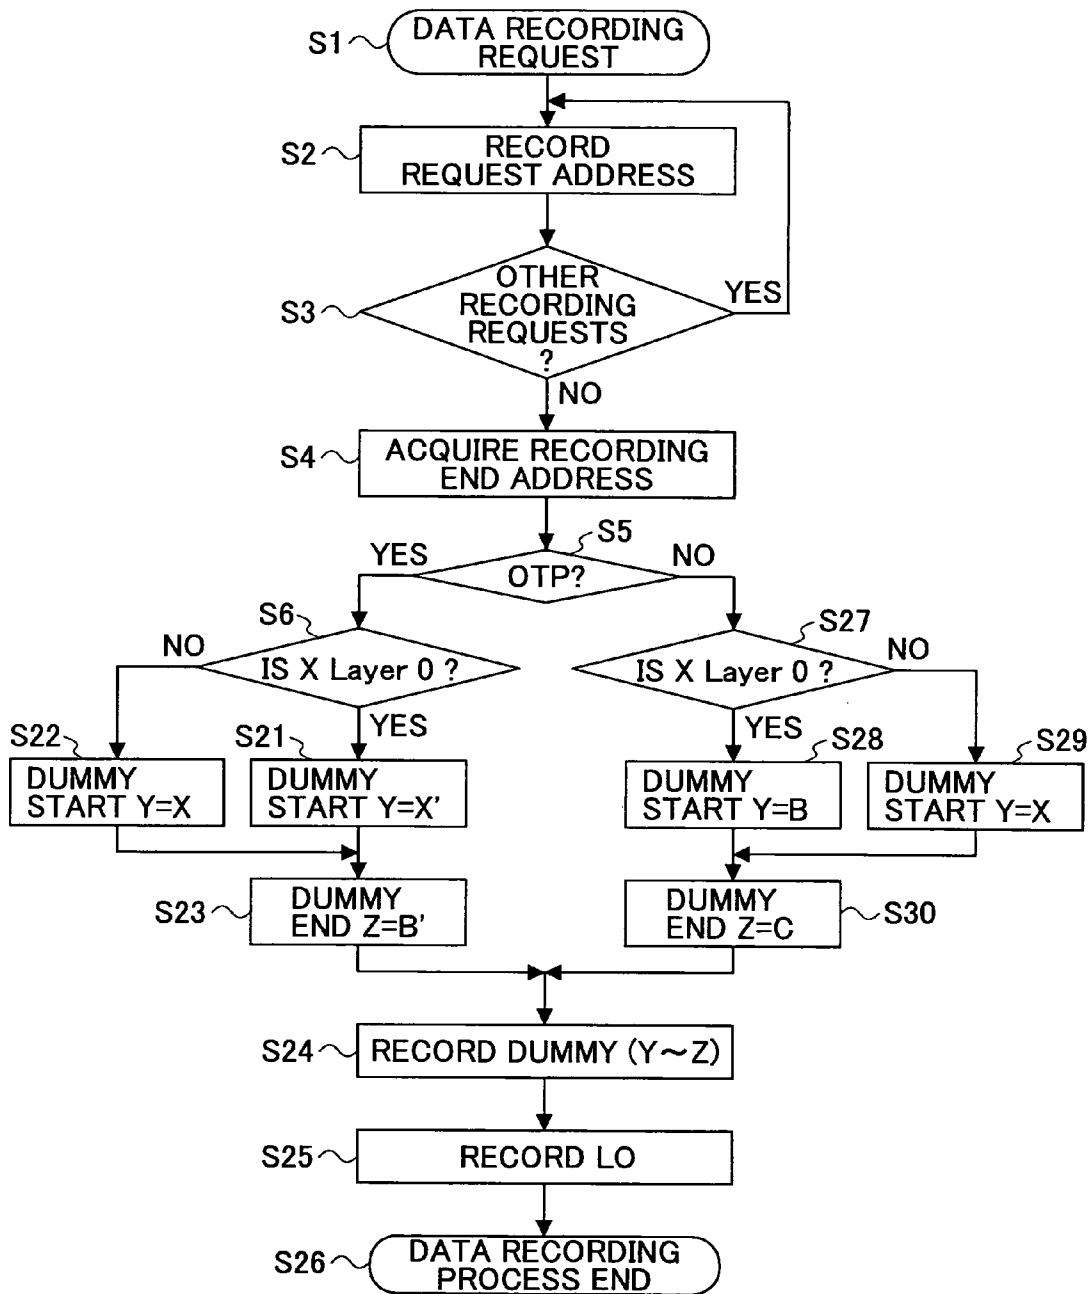 S1
DATA RECORDING
REQUEST
S2
RECORD
REQUEST ADDRESS
S3
OTHER
RECORDING
REQUESTS
?
YES
NO
S4
ACQUIRE RECORDING
END ADDRESS
S5
YES
OTP?
NO
S6
NO
IS X Layer 0 ?
YES
S27
IS X Layer 0 ?
NO
YES
S22
DUMMY
START Y=X
S21
DUMMY
START Y=X'
S28
DUMMY
START Y=B
S29
DUMMY
START Y=X
S23
DUMMY
END Z=B'
DUMMY
END Z=C
S30
S24
RECORD DUMMY (Y～Z)
S25
RECORD LO
S26
DATA RECORDING
PROCESS END